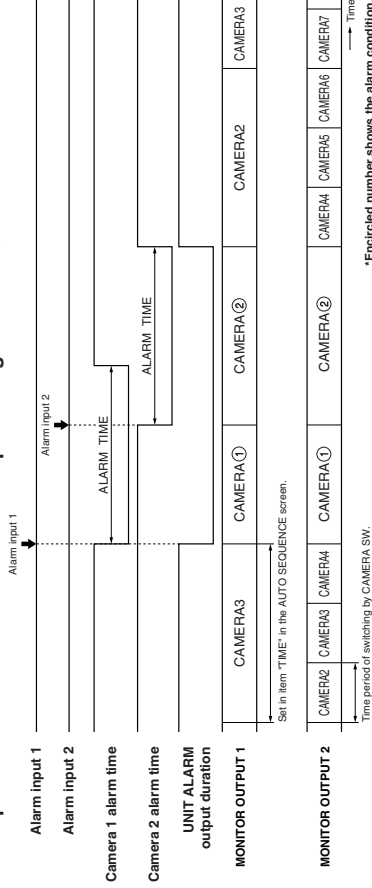 Alarm input 1
Alarm input 2
Alarm input 1
Alarm input 2
Camera 1 alarm time
ALARM TIME
Camera 2 alarm time
ALARM TIME
UNIT ALARM
output duration
MONITOR OUTPUT 1
CAMERA3
CAMERA①
CAMERA②
CAMERA2
CAMERA3
Set in item "TIME" in the AUTO SEQUENCE screen.
MONITOR OUTPUT 2
CAMERA2
CAMERA3
CAMERA4
CAMERA①
CAMERA②
CAMERA4
CAMERA5
CAMERA6
CAMERA7
Time period of switching by CAMERA SW.
Time
*Encircled number shows the alarm condition